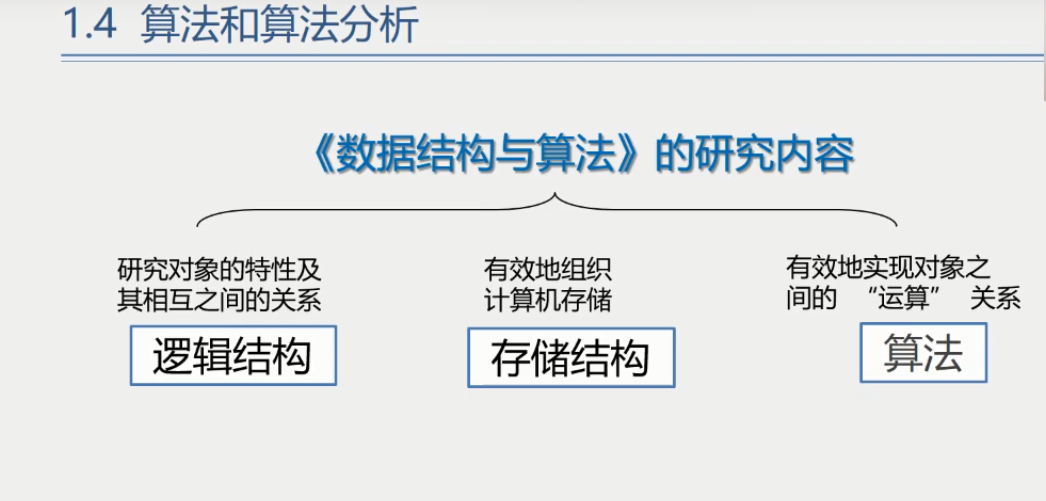 1.4 算法和算法分析
《数据结构与算法》的研究内容
研究对象的特性及
其相互之间的关系
逻辑结构
有效地组织
计算机存储
存储结构
有效地实现对象之
间的 “运算” 关系
算法